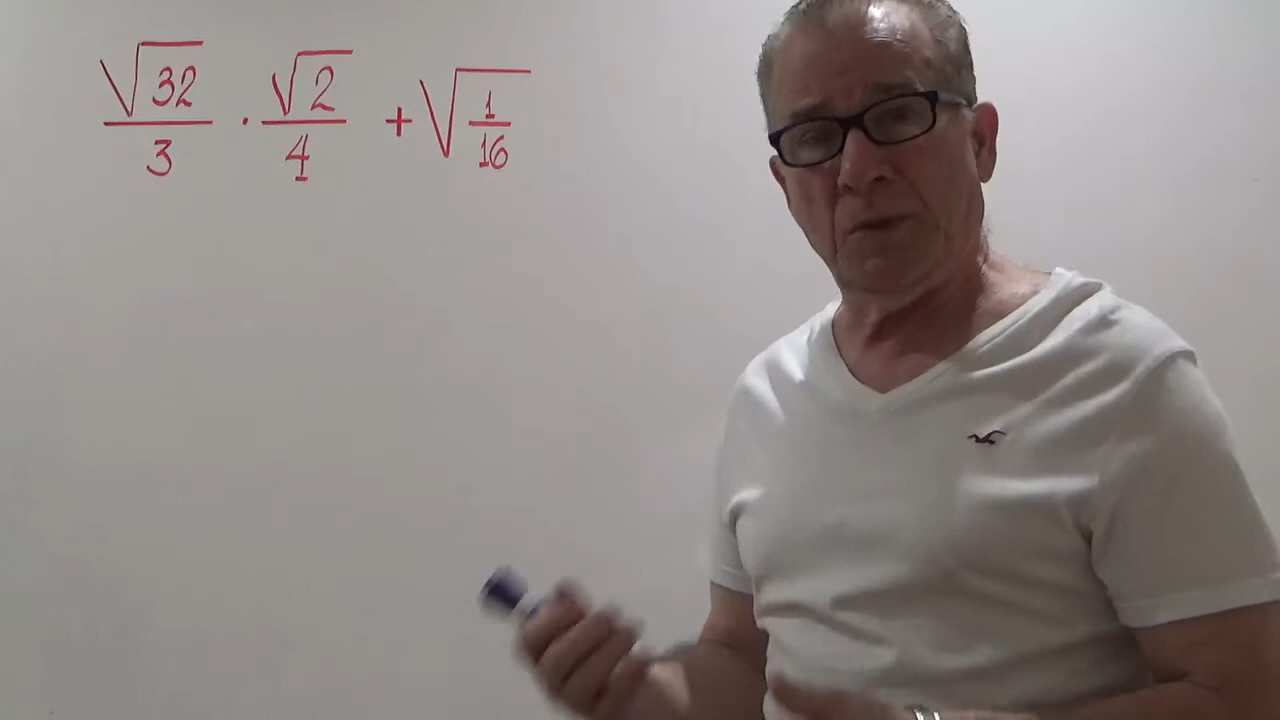 √32/3 · √2/4 + √(1/16)